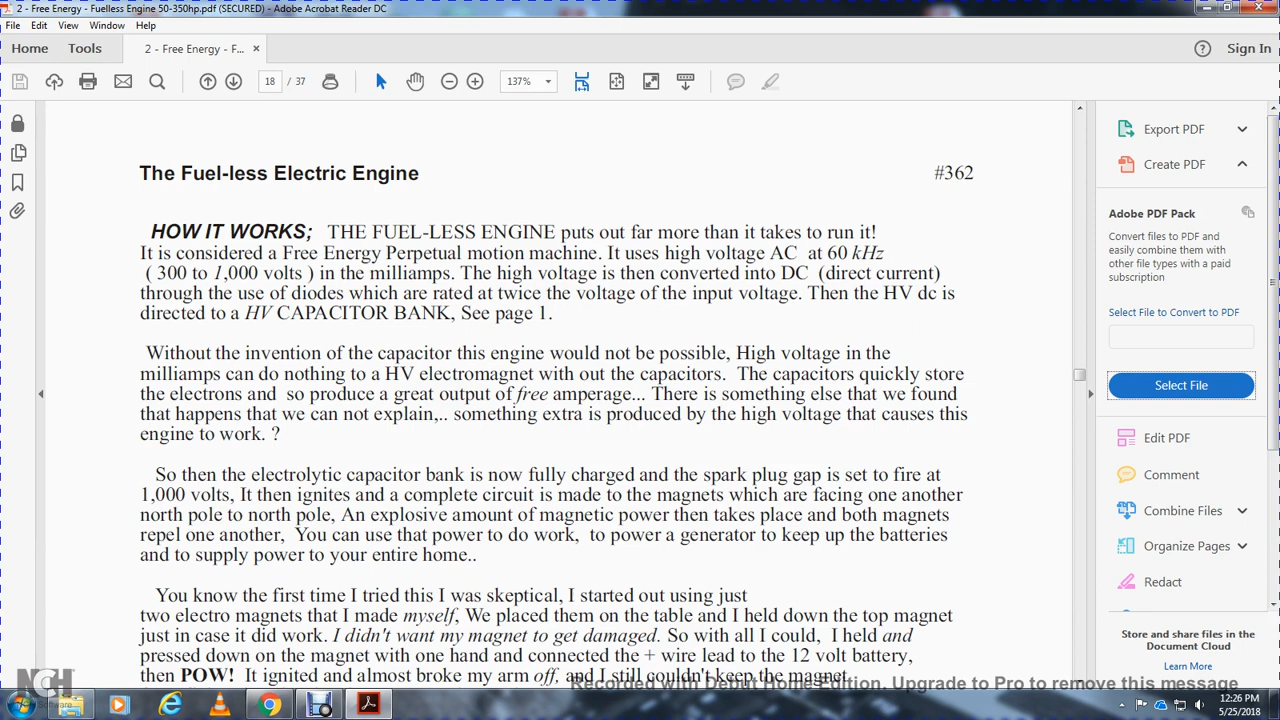 2 - Free Energy - Fuelless Engine 50-350hp.pdf (SECURED) - Adobe Acrobat Reader DC
File Edit View Window Help
Home Tools 2 - Free Energy - F... × Sign In
18 / 37 137%
The Fuel-less Electric Engine #362
HOW IT WORKS; THE FUEL-LESS ENGINE puts out far more than it takes to run it!
It is considered a Free Energy Perpetual motion machine. It uses high voltage AC at 60 kHz
( 300 to 1,000 volts ) in the milliamps. The high voltage is then converted into DC (direct current)
through the use of diodes which are rated at twice the voltage of the input voltage. Then the HV dc is
directed to a HV CAPACITOR BANK, See page 1.
Without the invention of the capacitor this engine would not be possible, High voltage in the
milliamps can do nothing to a HV electromagnet with out the capacitors. The capacitors quickly store
the electrons and so produce a great output of free amperage... There is something else that we found
that happens that we can not explain,.. something extra is produced by the high voltage that causes this
engine to work. ?
So then the electrolytic capacitor bank is now fully charged and the spark plug gap is set to fire at
1,000 volts, It then ignites and a complete circuit is made to the magnets which are facing one another
north pole to north pole, An explosive amount of magnetic power then takes place and both magnets
repel one another, You can use that power to do work, to power a generator to keep up the batteries
and to supply power to your entire home..
You know the first time I tried this I was skeptical, I started out using just
two electro magnets that I made myself, We placed them on the table and I held down the top magnet
just in case it did work. I didn't want my magnet to get damaged. So with all I could, I held and
pressed down on the magnet with one hand and connected the + wire lead to the 12 volt battery,
then POW! It ignited and almost broke my arm off, and I still couldn't keep the magnet
Export PDF
Create PDF
Adobe PDF Pack
Convert files to PDF and
easily combine them with
other file types with a paid
subscription
Select File to Convert to PDF
Select File
Edit PDF
Comment
Combine Files
Organize Pages
Redact
Store and share files in the
Document Cloud
Learn More
Recorded with Debut Home Edition. Upgrade to Pro to remove this message
NCH
Software
12:26 PM
5/25/2018